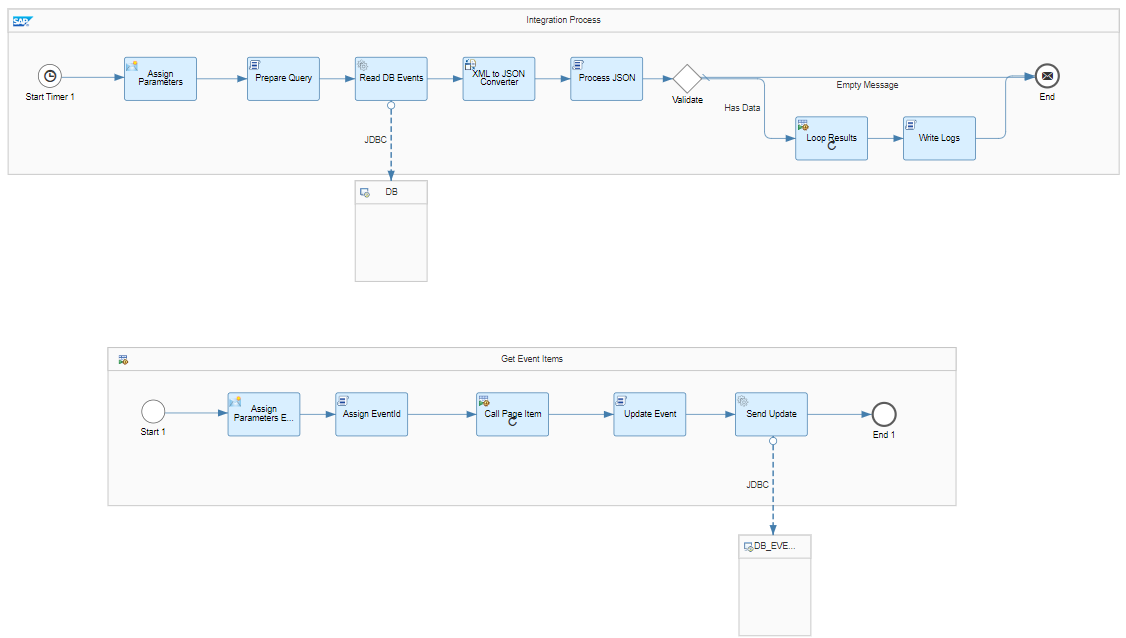 SAP
Integration Process
Start Timer 1
Assign
Parameters
Prepare Query
Read DB Events
XML to JSON
Converter
Process JSON
Validate
Empty Message
Has Data
End
Loop Results
Write Logs
JDBC
DB
Get Event Items
Start 1
Assign
Parameters E...
Assign EventId
Call Page Item
Update Event
Send Update
End 1
JDBC
DB_EVE...